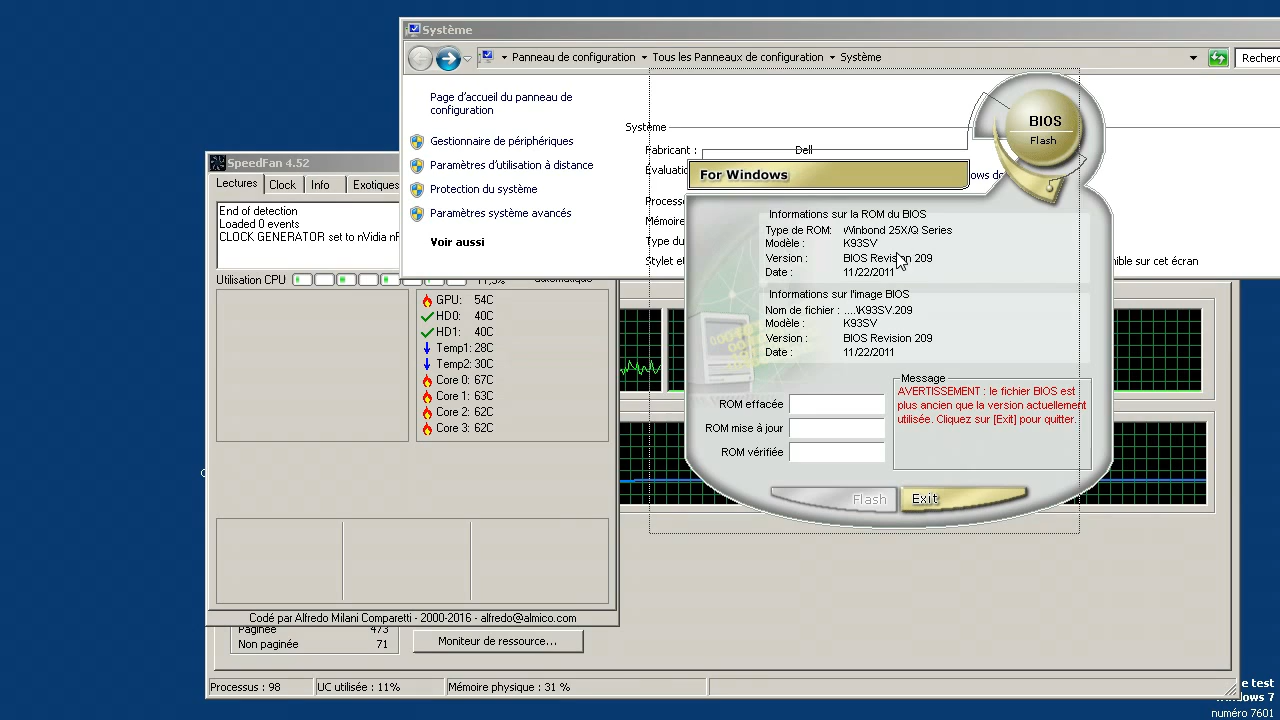 Système
Panneau de configuration
Tous les Panneaux de configuration
Système
Recherc
Page d'accueil du panneau de
configuration
Gestionnaire de périphériques
Paramètres d'utilisation à distance
Protection du système
Paramètres système avancés
Voir aussi
Système
Fabricant :
Dell
Evaluatio
ows de
Processe
Mémoire
Type du
Stylet et
ible sur cet écran
SpeedFan 4.52
Lectures
Clock
Info
Exotiques
End of detection
Loaded 0 events
CLOCK GENERATOR set to nVidia nF
Utilisation CPU
automatique
GPU: 54C
HD0: 40C
HD1: 40C
Temp1: 28C
Temp2: 30C
Core 0: 67C
Core 1: 63C
Core 2: 62C
Core 3: 62C
Codé par Alfredo Milani Comparetti - 2000-2016 - alfredo@almico.com
BIOS
Flash
For Windows
Informations sur la ROM du BIOS
Type de ROM: Winbond 25X/Q Series
Modèle : K93SV
Version : BIOS Revision 209
Date : 11/22/2011
Informations sur l'image BIOS
Nom de fichier : ....\K93SV.209
Modèle : K93SV
Version : BIOS Revision 209
Date : 11/22/2011
ROM effacée
ROM mise à jour
ROM vérifiée
Message
AVERTISSEMENT : le fichier BIOS est
plus ancien que la version actuellement
utilisée. Cliquez sur [Exit] pour quitter.
Flash
Exit
Paginée 473
Non paginée 71
Moniteur de ressource...
Processus : 98
UC utilisée : 11%
Mémoire physique : 31 %
e test
Windows 7
numéro 7601